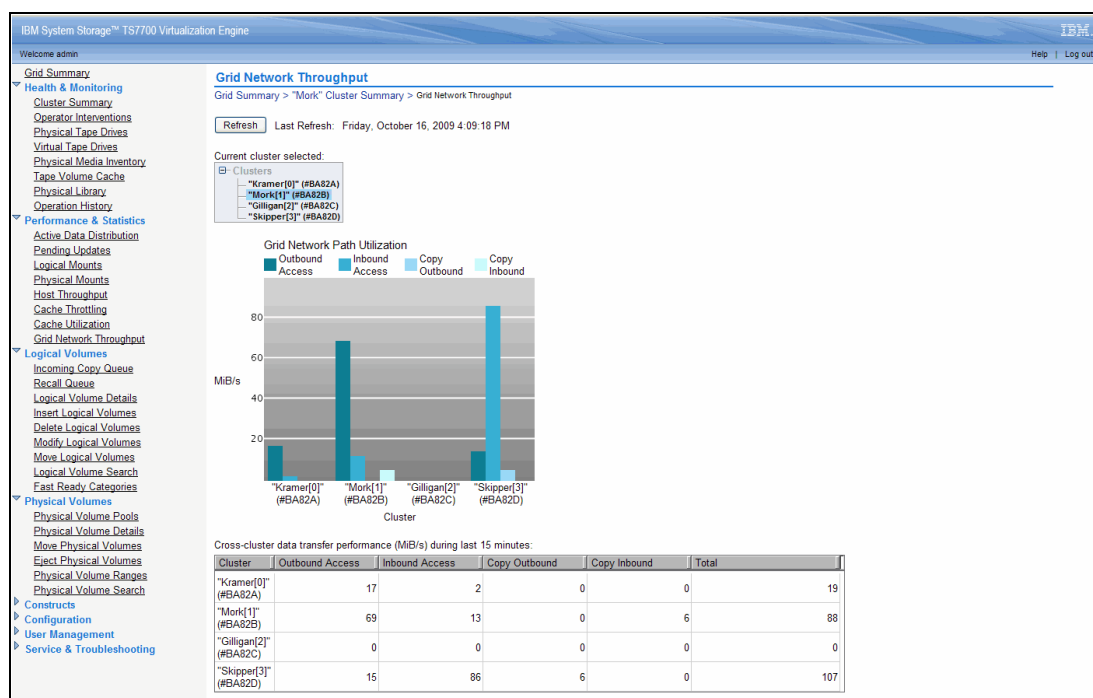 IBM System Storage™ TS7700 Virtualization Engine
IBM.
Welcome admin
Help | Log out
Grid Summary
Health & Monitoring
Cluster Summary
Operator Interventions
Physical Tape Drives
Virtual Tape Drives
Physical Media Inventory
Tape Volume Cache
Physical Library
Operation History
Performance & Statistics
Active Data Distribution
Pending Updates
Logical Mounts
Physical Mounts
Host Throughput
Cache Throttling
Cache Utilization
Grid Network Throughput
Logical Volumes
Incoming Copy Queue
Recall Queue
Logical Volume Details
Insert Logical Volumes
Delete Logical Volumes
Modify Logical Volumes
Move Logical Volumes
Logical Volume Search
Fast Ready Categories
Physical Volumes
Physical Volume Pools
Physical Volume Details
Move Physical Volumes
Eject Physical Volumes
Physical Volume Ranges
Physical Volume Search
Constructs
Configuration
User Management
Service & Troubleshooting
Grid Network Throughput
Grid Summary > "Mork" Cluster Summary > Grid Network Throughput
Refresh Last Refresh: Friday, October 16, 2009 4:09:18 PM
Current cluster selected:
Clusters
"Kramer[0]" (#BA82A)
"Mork[1]" (#BA82B)
"Gilligan[2]" (#BA82C)
"Skipper[3]" (#BA82D)
Grid Network Path Utilization
Outbound Access Inbound Access Copy Outbound Copy Inbound
80
60
MiB/s
40
20
"Kramer[0]" "Mork[1]" "Gilligan[2]" "Skipper[3]"
(#BA82A) (#BA82B) (#BA82C) (#BA82D)
Cluster
Cross-cluster data transfer performance (MiB/s) during last 15 minutes:
Cluster Outbound Access Inbound Access Copy Outbound Copy Inbound Total
"Kramer[0]" (#BA82A) 17 2 0 0 19
"Mork[1]" (#BA82B) 69 13 0 6 88
"Gilligan[2]" (#BA82C) 0 0 0 0 0
"Skipper[3]" (#BA82D) 15 86 6 0 107